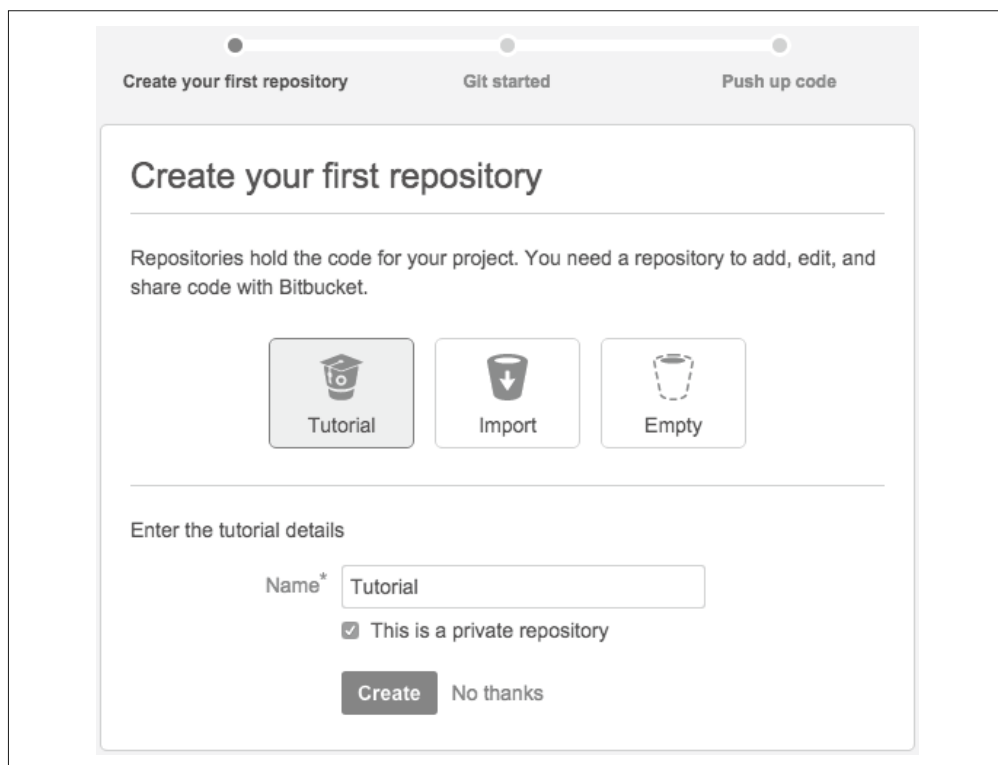 Create your first repository
Git started
Push up code
Create your first repository
Repositories hold the code for your project. You need a repository to add, edit, and
share code with Bitbucket.
Tutorial
Import
Empty
Enter the tutorial details
Name*
Tutorial
This is a private repository
Create
No thanks